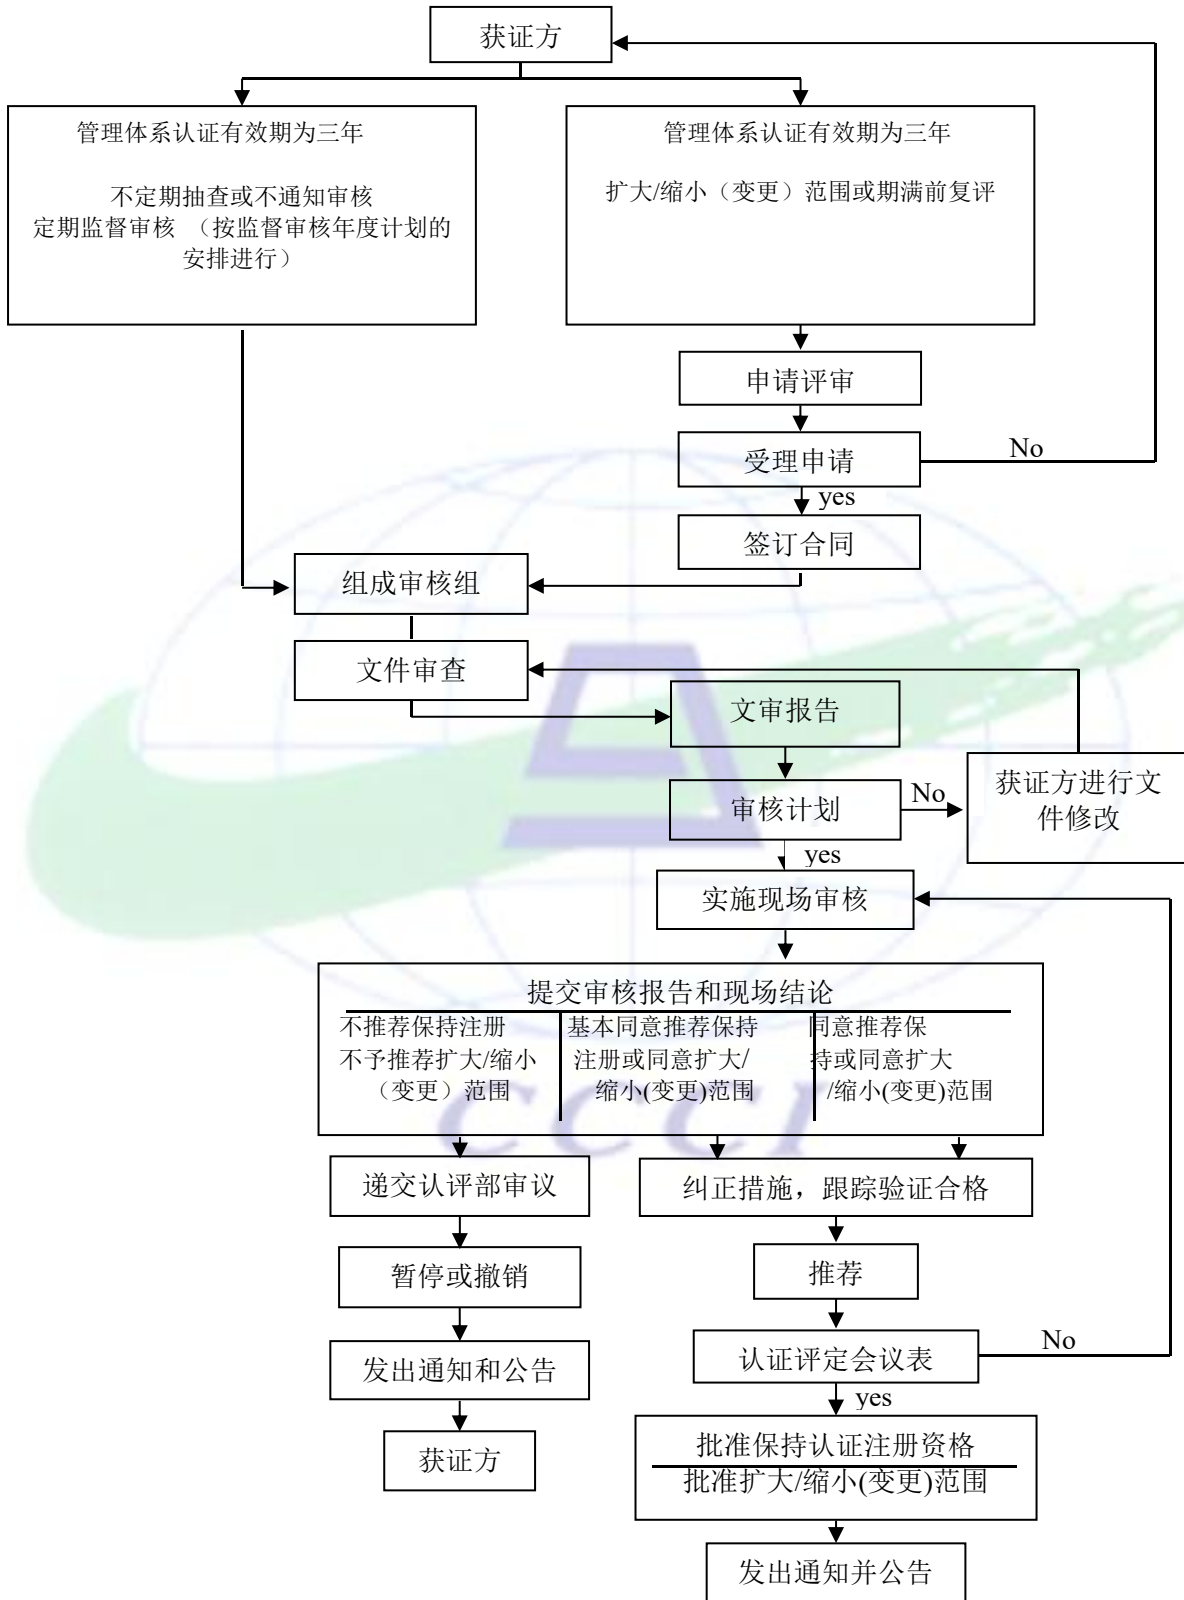 获证方
管理体系认证有效期为三年
不定期抽查或不通知审核
定期监督审核 （按监督审核年度计划的
安排进行）
管理体系认证有效期为三年
扩大/缩小（变更）范围或期满前复评
申请评审
受理申请
No
yes
签订合同
组成审核组
文件审查
文审报告
审核计划
No
获证方进行文
件修改
yes
实施现场审核
提交审核报告和现场结论
不推荐保持注册
不予推荐扩大/缩小
（变更）范围
基本同意推荐保持
注册或同意扩大/
缩小(变更)范围
同意推荐保
持或同意扩大
/缩小(变更)范围
CCCI
递交认评部审议
纠正措施，跟踪验证合格
暂停或撤销
推荐
发出通知和公告
认证评定会议表
No
yes
获证方
批准保持认证注册资格
批准扩大/缩小(变更)范围
发出通知并公告